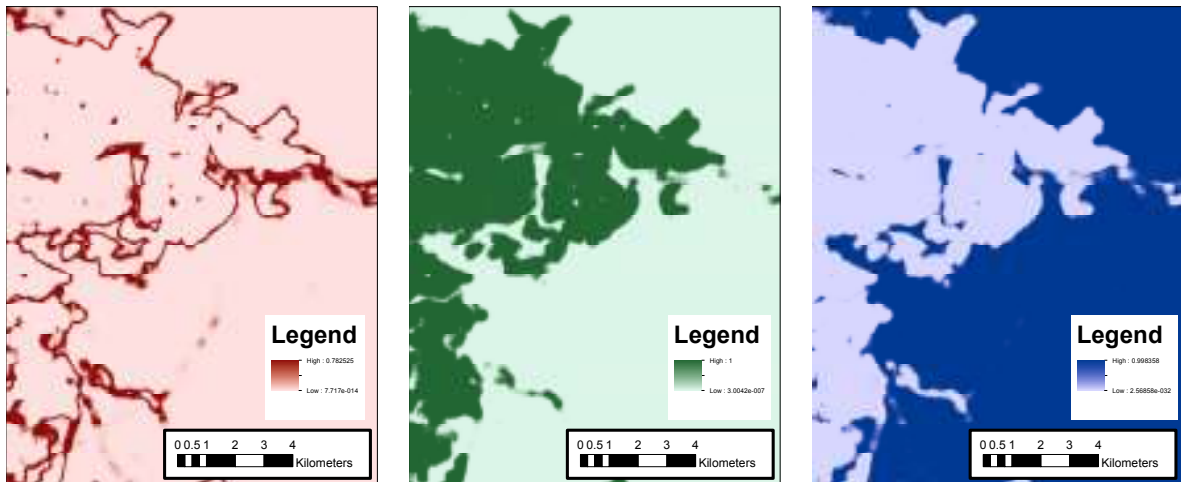 Legend
High : 0.782525
Low : 7.717e-014
0 0.5 1 2 3 4
Kilometers
Legend
High : 1
Low : 3.0042e-007
0 0.5 1 2 3 4
Kilometers
Legend
High : 0.998358
Low : 2.56858e-032
0 0.5 1 2 3 4
Kilometers